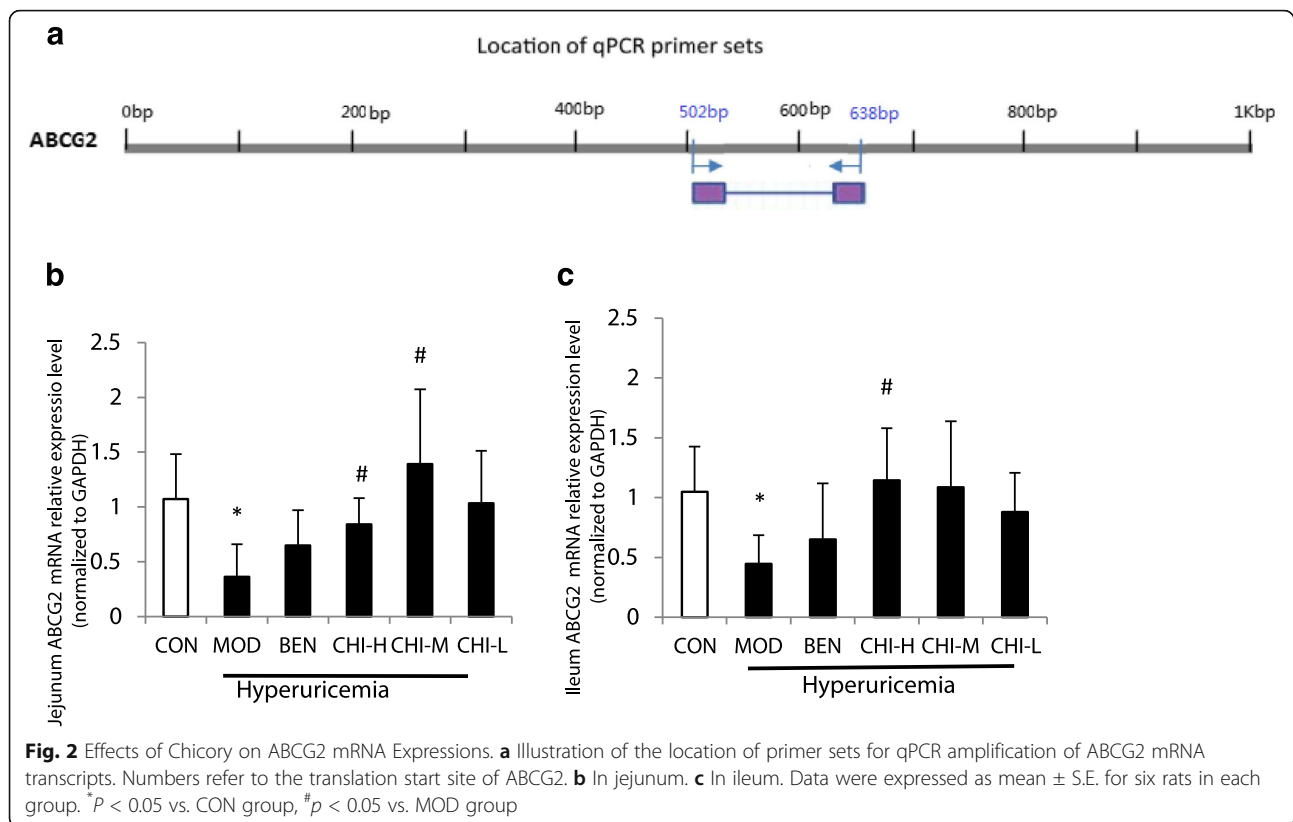 a
Location of qPCR primer sets
0bp 200bp 400bp 502bp 600bp 638bp 800bp 1Kbp
ABCG2
b
Jejunum ABCG2 mRNA relative expressio level
(normalized to GAPDH)
2.5
2
1.5
1
0.5
0
*
#
#
CON MOD BEN CHI-H CHI-M CHI-L
Hyperuricemia
c
Ileum ABCG2 mRNA relative expression level
(normalized to GAPDH)
2.5
2
1.5
1
0.5
0
*
#
CON MOD BEN CHI-H CHI-M CHI-L
Hyperuricemia
Fig. 2 Effects of Chicory on ABCG2 mRNA Expressions. a Illustration of the location of primer sets for qPCR amplification of ABCG2 mRNA
transcripts. Numbers refer to the translation start site of ABCG2. b In jejunum. c In ileum. Data were expressed as mean ± S.E. for six rats in each
group. *P < 0.05 vs. CON group, #p < 0.05 vs. MOD group